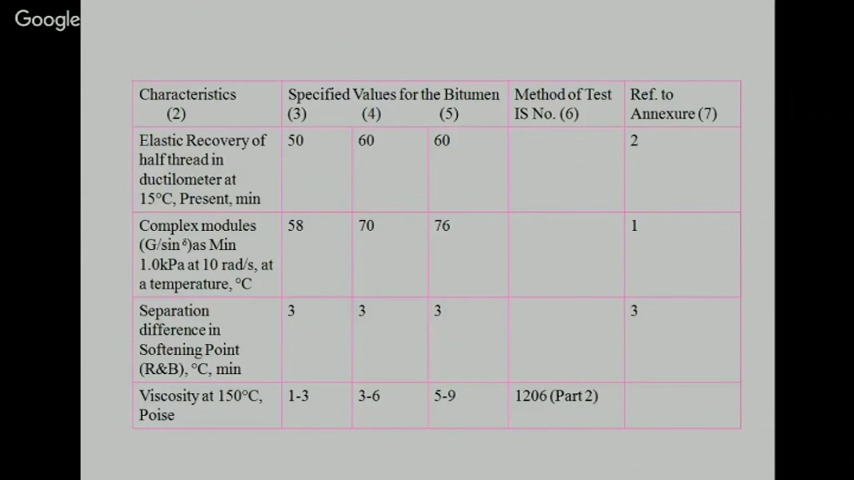 Google
Characteristics Specified Values for the Bitumen Method of Test Ref. to
(2) (3) (4) (5) IS No. (6) Annexure (7)
Elastic Recovery of 50 60 60 2
half thread in
ductilometer at
15°C, Present, min
Complex modules 58 70 76 1
(G/sin δ)as Min
1.0kPa at 10 rad/s, at
a temperature, °C
Separation 3 3 3 3
difference in
Softening Point
(R&B), °C, min
Viscosity at 150°C, 1-3 3-6 5-9 1206 (Part 2)
Poise